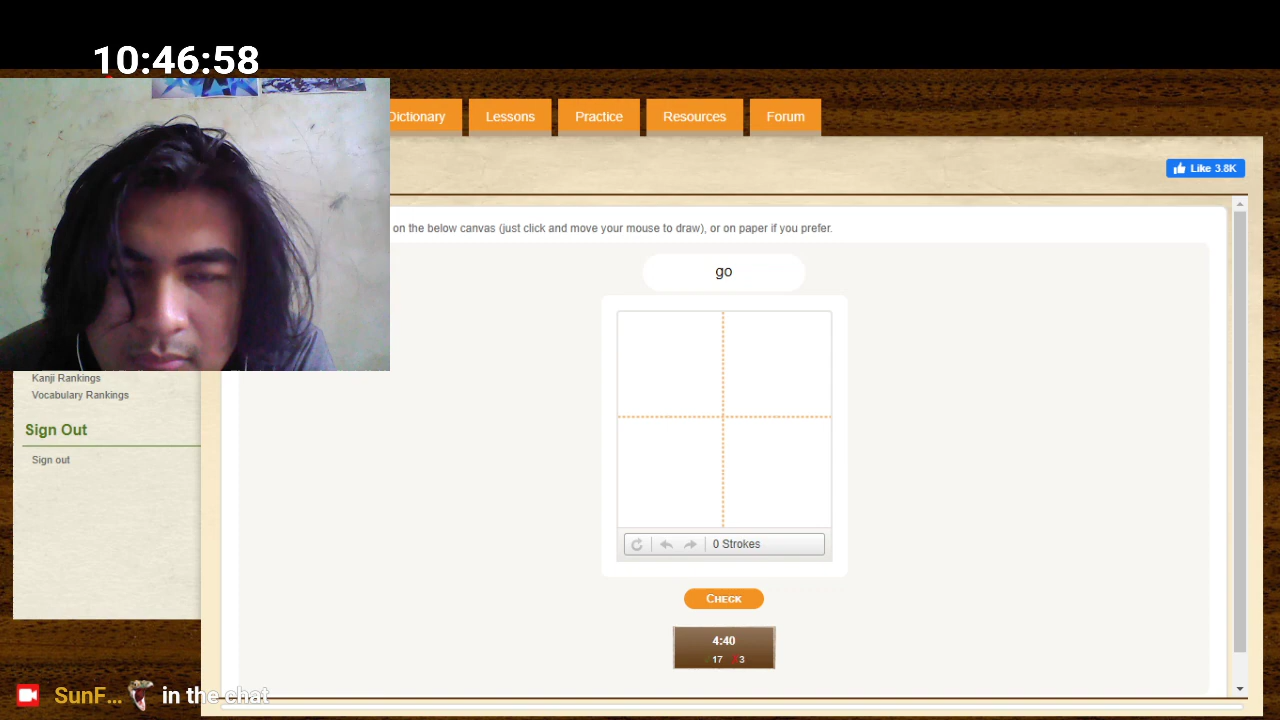 10:46:58
Dictionary
Lessons
Practice
Resources
Forum
Like 3.8K
on the below canvas (just click and move your mouse to draw), or on paper if you prefer.
go
0 Strokes
CHECK
4:40
17 3
Kanji Rankings
Vocabulary Rankings
Sign Out
Sign out
SunF... in the chat